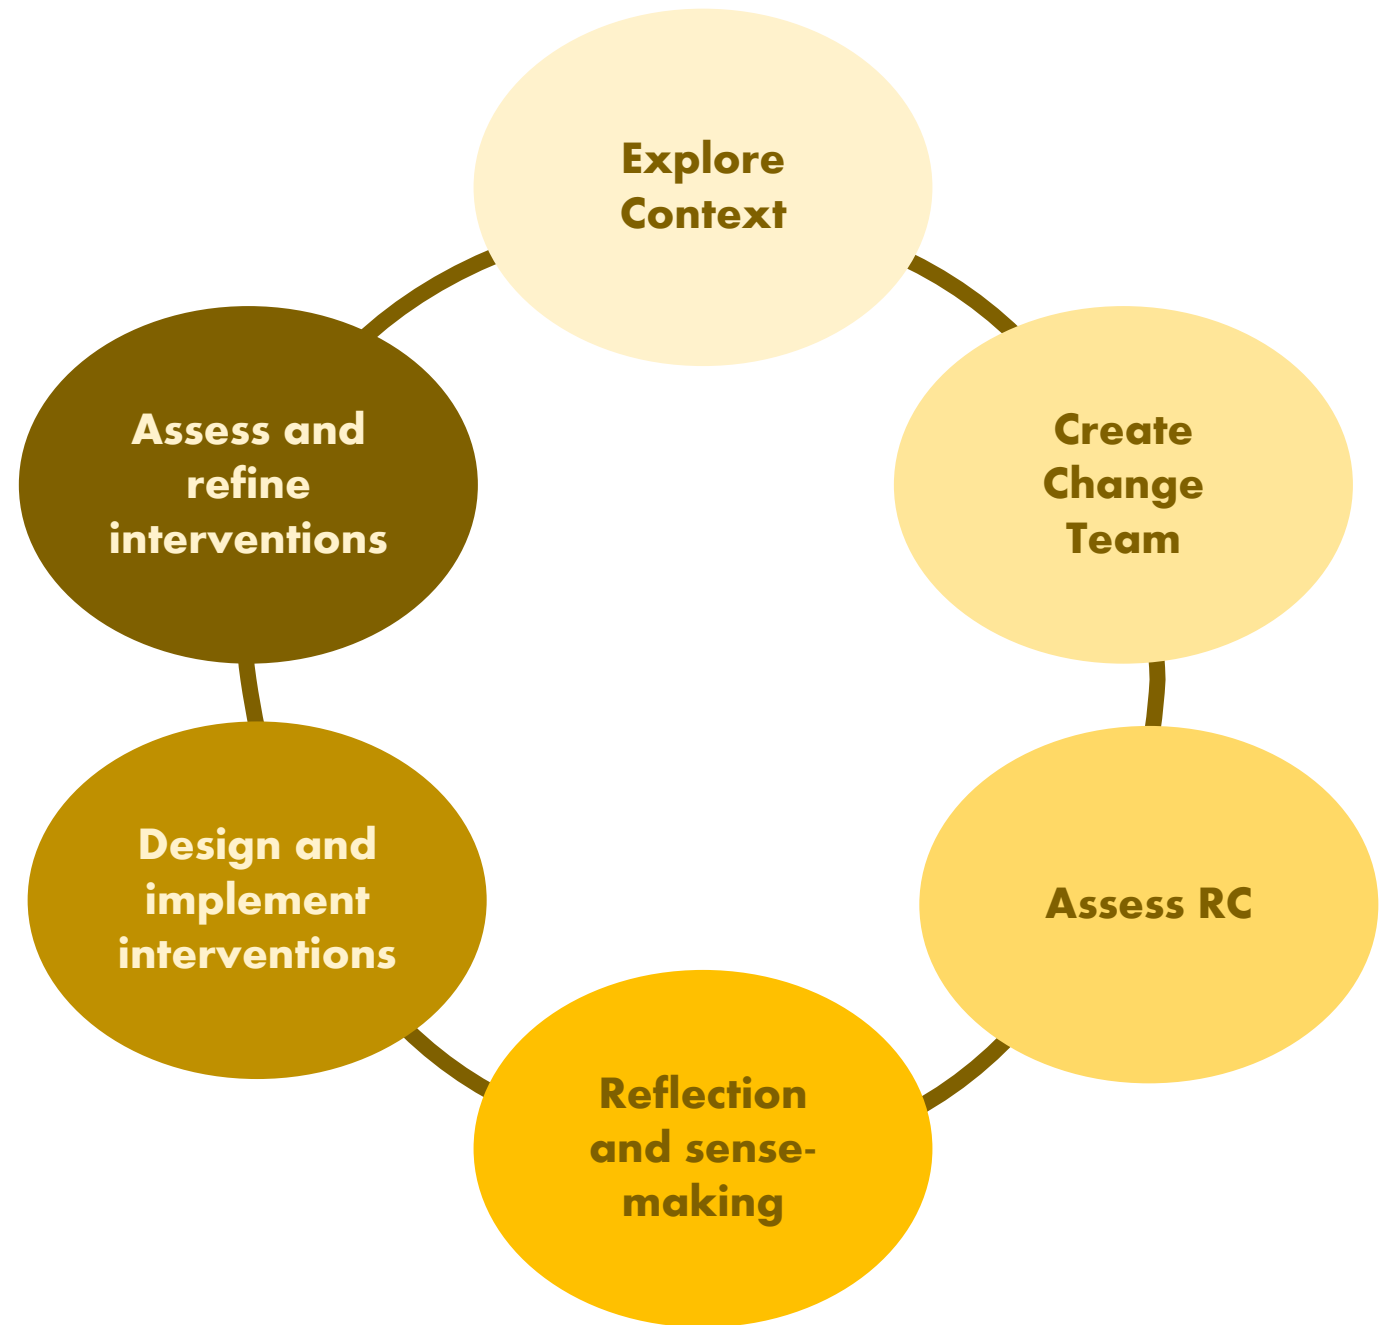 Explore
Context
Create
Change
Team
Assess RC
Reflection
and sense-
making
Design and
implement
interventions
Assess and
refine
interventions